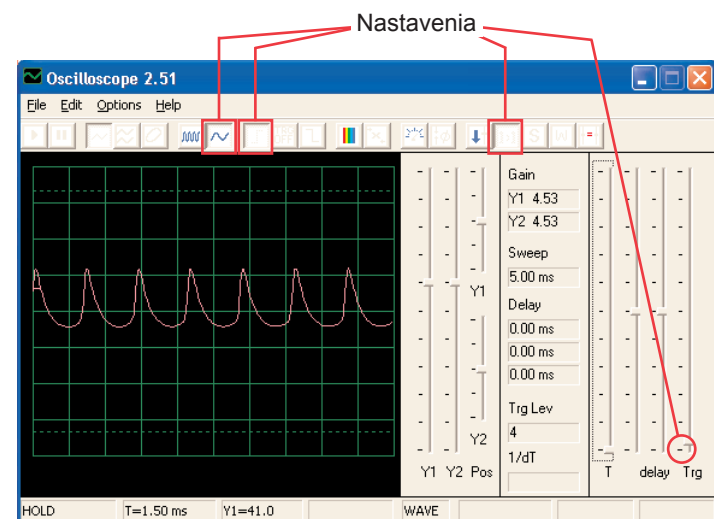 Nastavenia
Oscilloscope 2.51
File Edit Options Help
Gain
Y1 4.53
Y2 4.53
Sweep
5.00 ms
Y1
Delay
0.00 ms
0.00 ms
0.00 ms
Trg Lev
4
Y2
1/dT
Y1 Y2 Pos
T delay Trg
HOLD T=1.50 ms Y1=41.0 WAVE